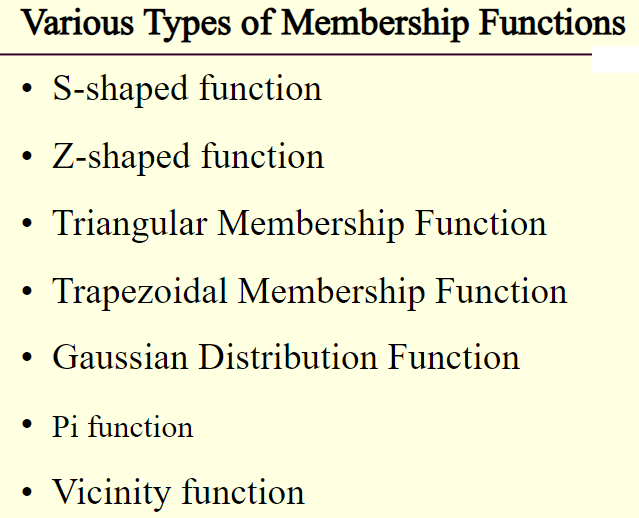 Various Types of Membership Functions
• S-shaped function
• Z-shaped function
• Triangular Membership Function
• Trapezoidal Membership Function
• Gaussian Distribution Function
• Pi function
• Vicinity function